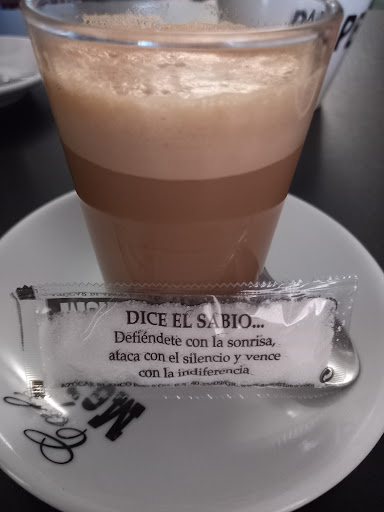 DICE EL SABIO...
Defiéndete con la sonrisa,
ataca con el silencio y vence
con la indiferencia